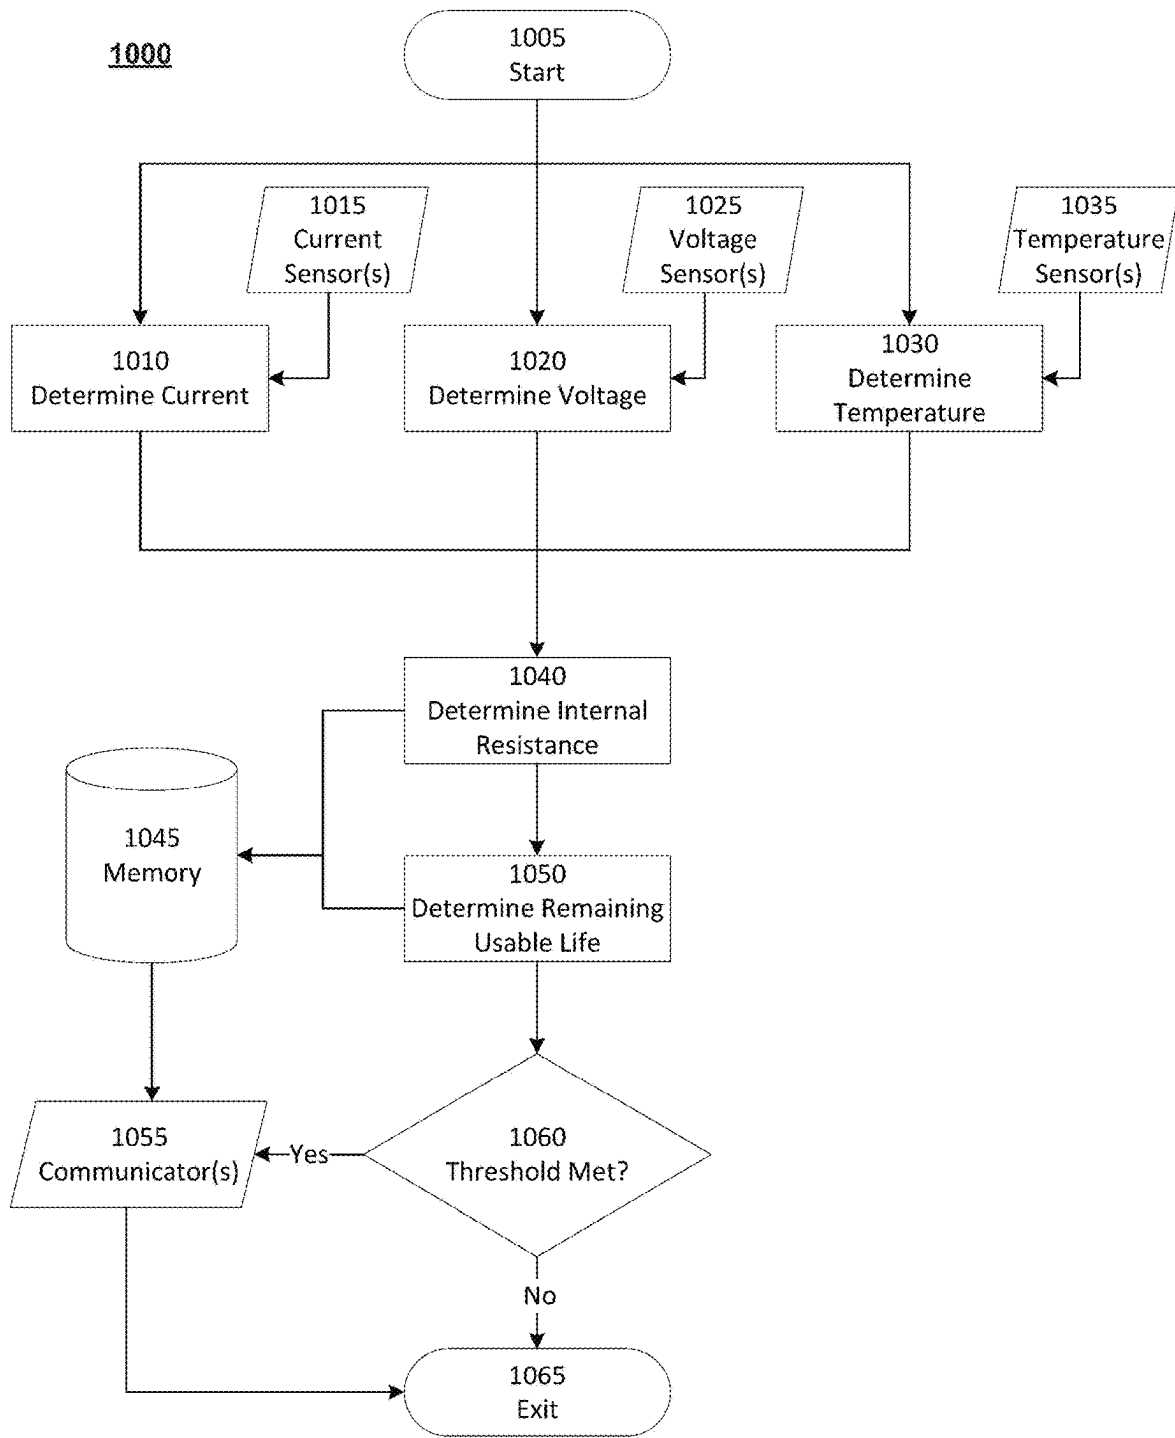 1000
1005
Start
1015
Current
Sensor(s)
1025
Voltage
Sensor(s)
1035
Temperature
Sensor(s)
1010
Determine Current
1020
Determine Voltage
1030
Determine
Temperature
1040
Determine Internal
Resistance
1045
Memory
1050
Determine Remaining
Usable Life
1055
Communicator(s)
Yes
1060
Threshold Met?
No
1065
Exit